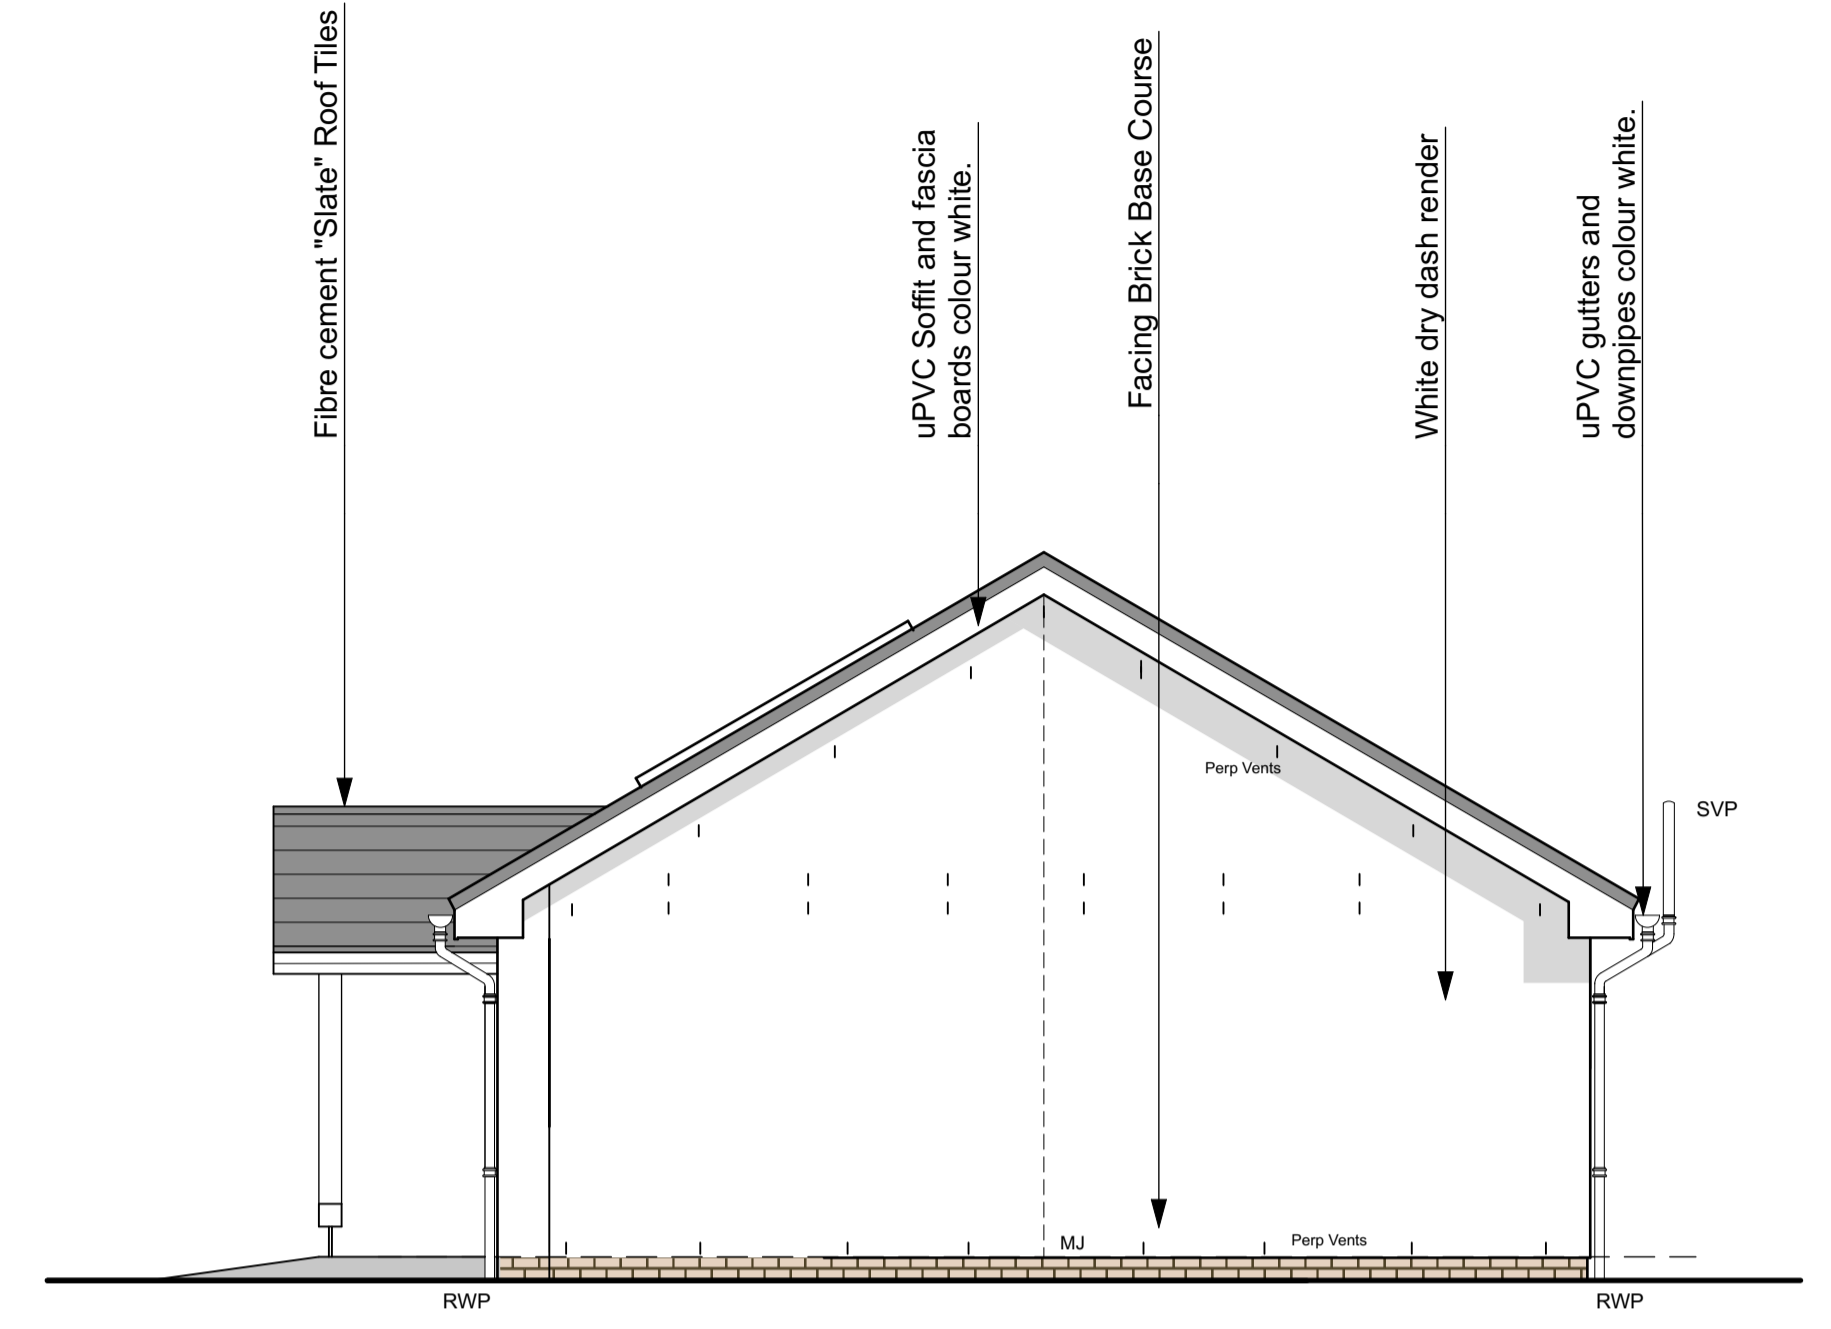 Fibre cement "Slate" Roof Tiles
uPVC Soffit and fascia
boards colour white.
Facing Brick Base Course
White dry dash render
uPVC gutters and
downpipes colour white.
Perp Vents
SVP
MJ
Perp Vents
RWP
RWP